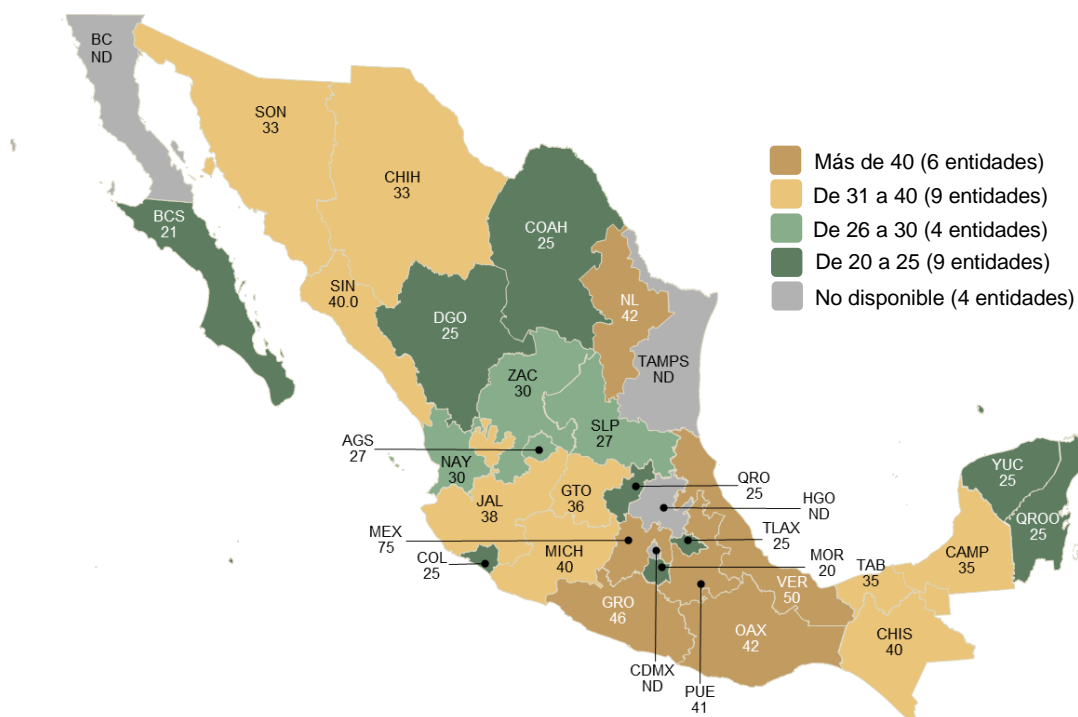 BC
ND
SON
33
CHIH
33
BCS
21
COAH
25
SIN
40.0
DGO
25
NL
42
TAMPS
ND
ZAC
30
SLP
27
AGS
27
NAY
30
JAL
38
GTO
36
QRO
25
HGO
ND
MEX
75
COL
25
MICH
40
TLAX
25
MOR
20
GRO
46
CDMX
ND
PUE
41
OAX
42
VER
50
TAB
35
CAMP
35
CHIS
40
YUC
25
QROO
25
Más de 40 (6 entidades)
De 31 a 40 (9 entidades)
De 26 a 30 (4 entidades)
De 20 a 25 (9 entidades)
No disponible (4 entidades)